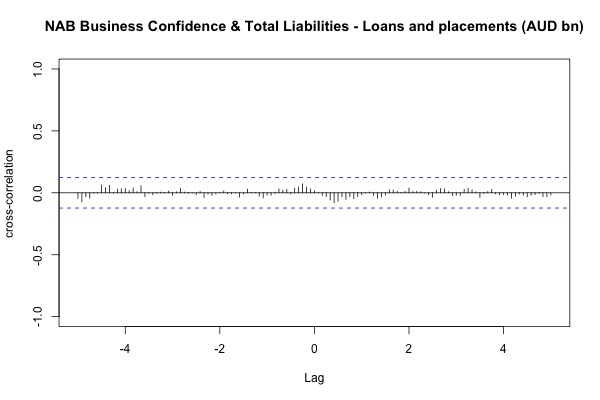 NAB Business Confidence & Total Liabilities - Loans and placements (AUD bn)
1.0
0.5
0.0
-0.5
-1.0
cross-correlation
-4 -2 0 2 4
Lag